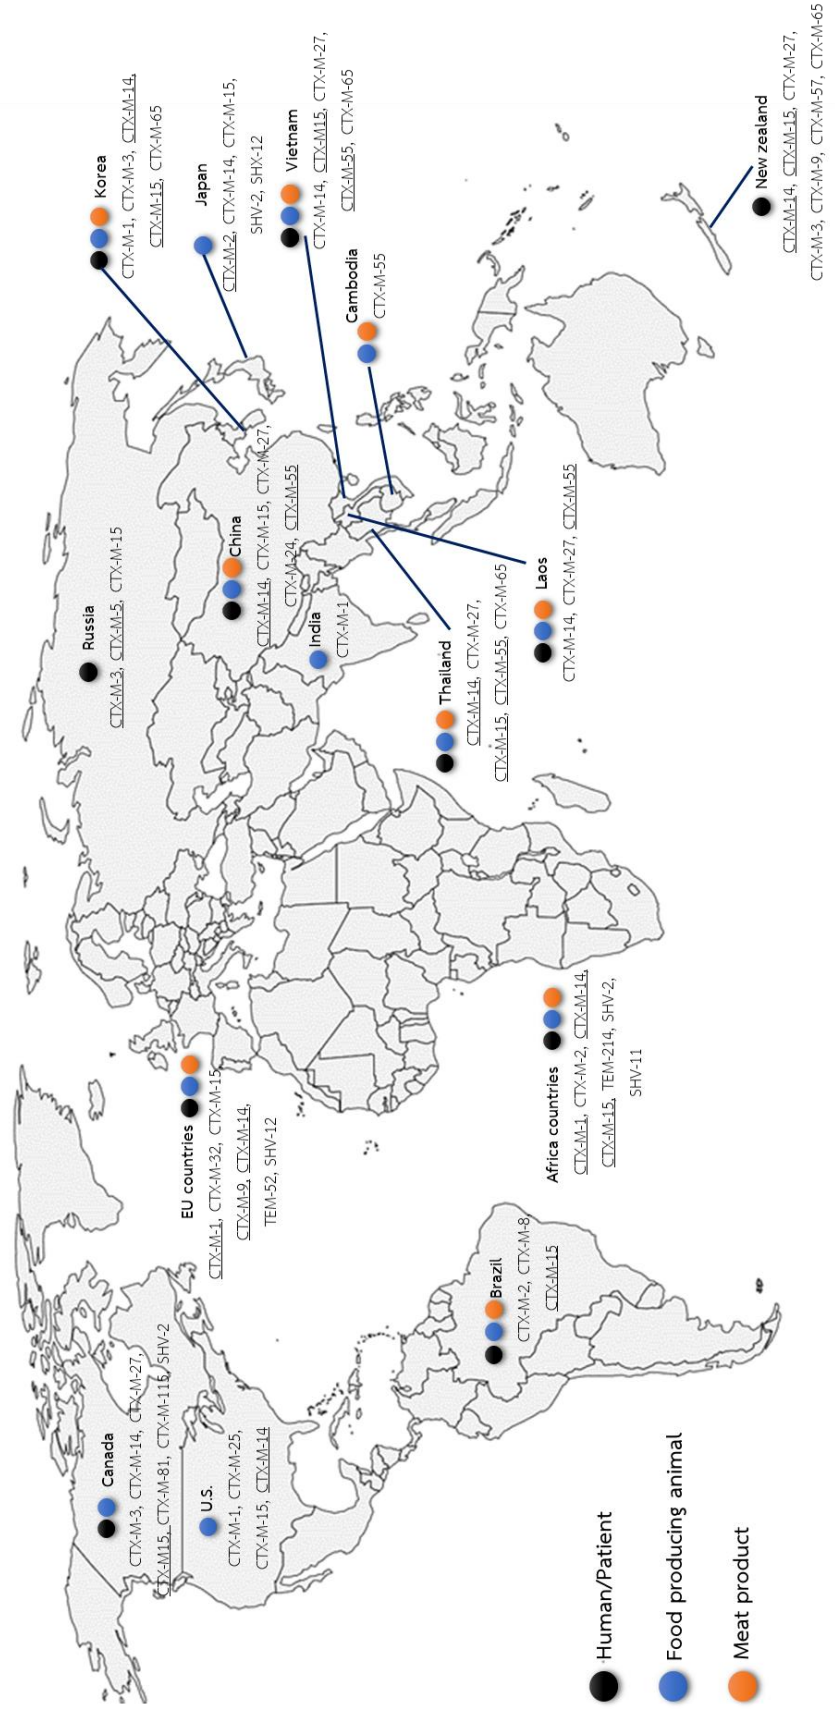 Canada
CTX-M-3, CTX-M-14, CTX-M-27,
CTX-M15, CTX-M-81, CTX-M-115, SHV-2
U.S.
CTX-M-1, CTX-M-25,
CTX-M-15, CTX-M-14
EU countries
CTX-M-1, CTX-M-32, CTX-M-15,
CTX-M-9, CTX-M-14,
TEM-52, SHV-12
Russia
CTX-M-3, CTX-M-5, CTX-M-15
China
CTX-M-14, CTX-M-15, CTX-M-27,
CTX-M-24, CTX-M-55
India
CTX-M-1
Korea
CTX-M-1, CTX-M-3, CTX-M-14,
CTX-M-15, CTX-M-65
Japan
CTX-M-2, CTX-M-14, CTX-M-15,
SHV-2, SHX-12
Vietnam
CTX-M-14, CTX-M15, CTX-M-27,
CTX-M-55, CTX-M-65
Cambodia
CTX-M-55
Thailand
CTX-M-14, CTX-M-27,
CTX-M-15, CTX-M-55, CTX-M-65
Laos
CTX-M-14, CTX-M-27, CTX-M-55
Brazil
CTX-M-2, CTX-M-8,
CTX-M-15
Africa countries
CTX-M-1, CTX-M-2, CTX-M-14,
CTX-M-15, TEM-214, SHV-2,
SHV-11
New zealand
CTX-M-14, CTX-M-15, CTX-M-27,
CTX-M-3, CTX-M-9, CTX-M-57, CTX-M-65
Human/Patient
Food producing animal
Meat product